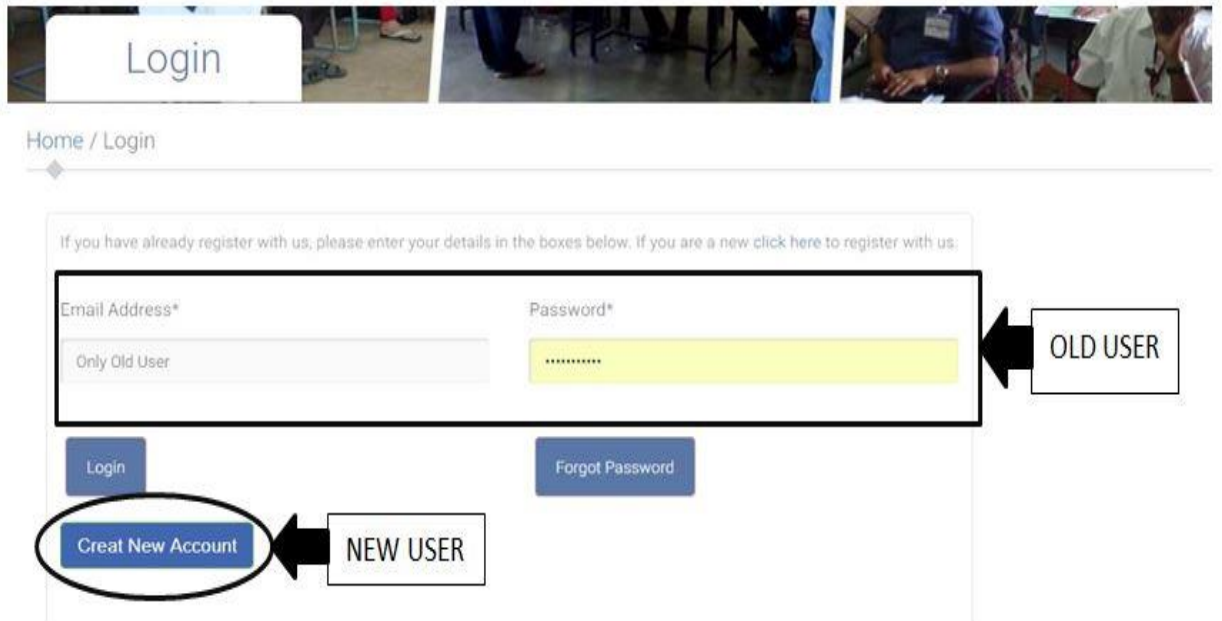 Login
Home / Login
If you have already register with us, please enter your details in the boxes below. If you are a new click here to register with us.
Email Address*
Password*
Only Old User
•••••••••••
OLD USER
Login
Forgot Password
Creat New Account
NEW USER